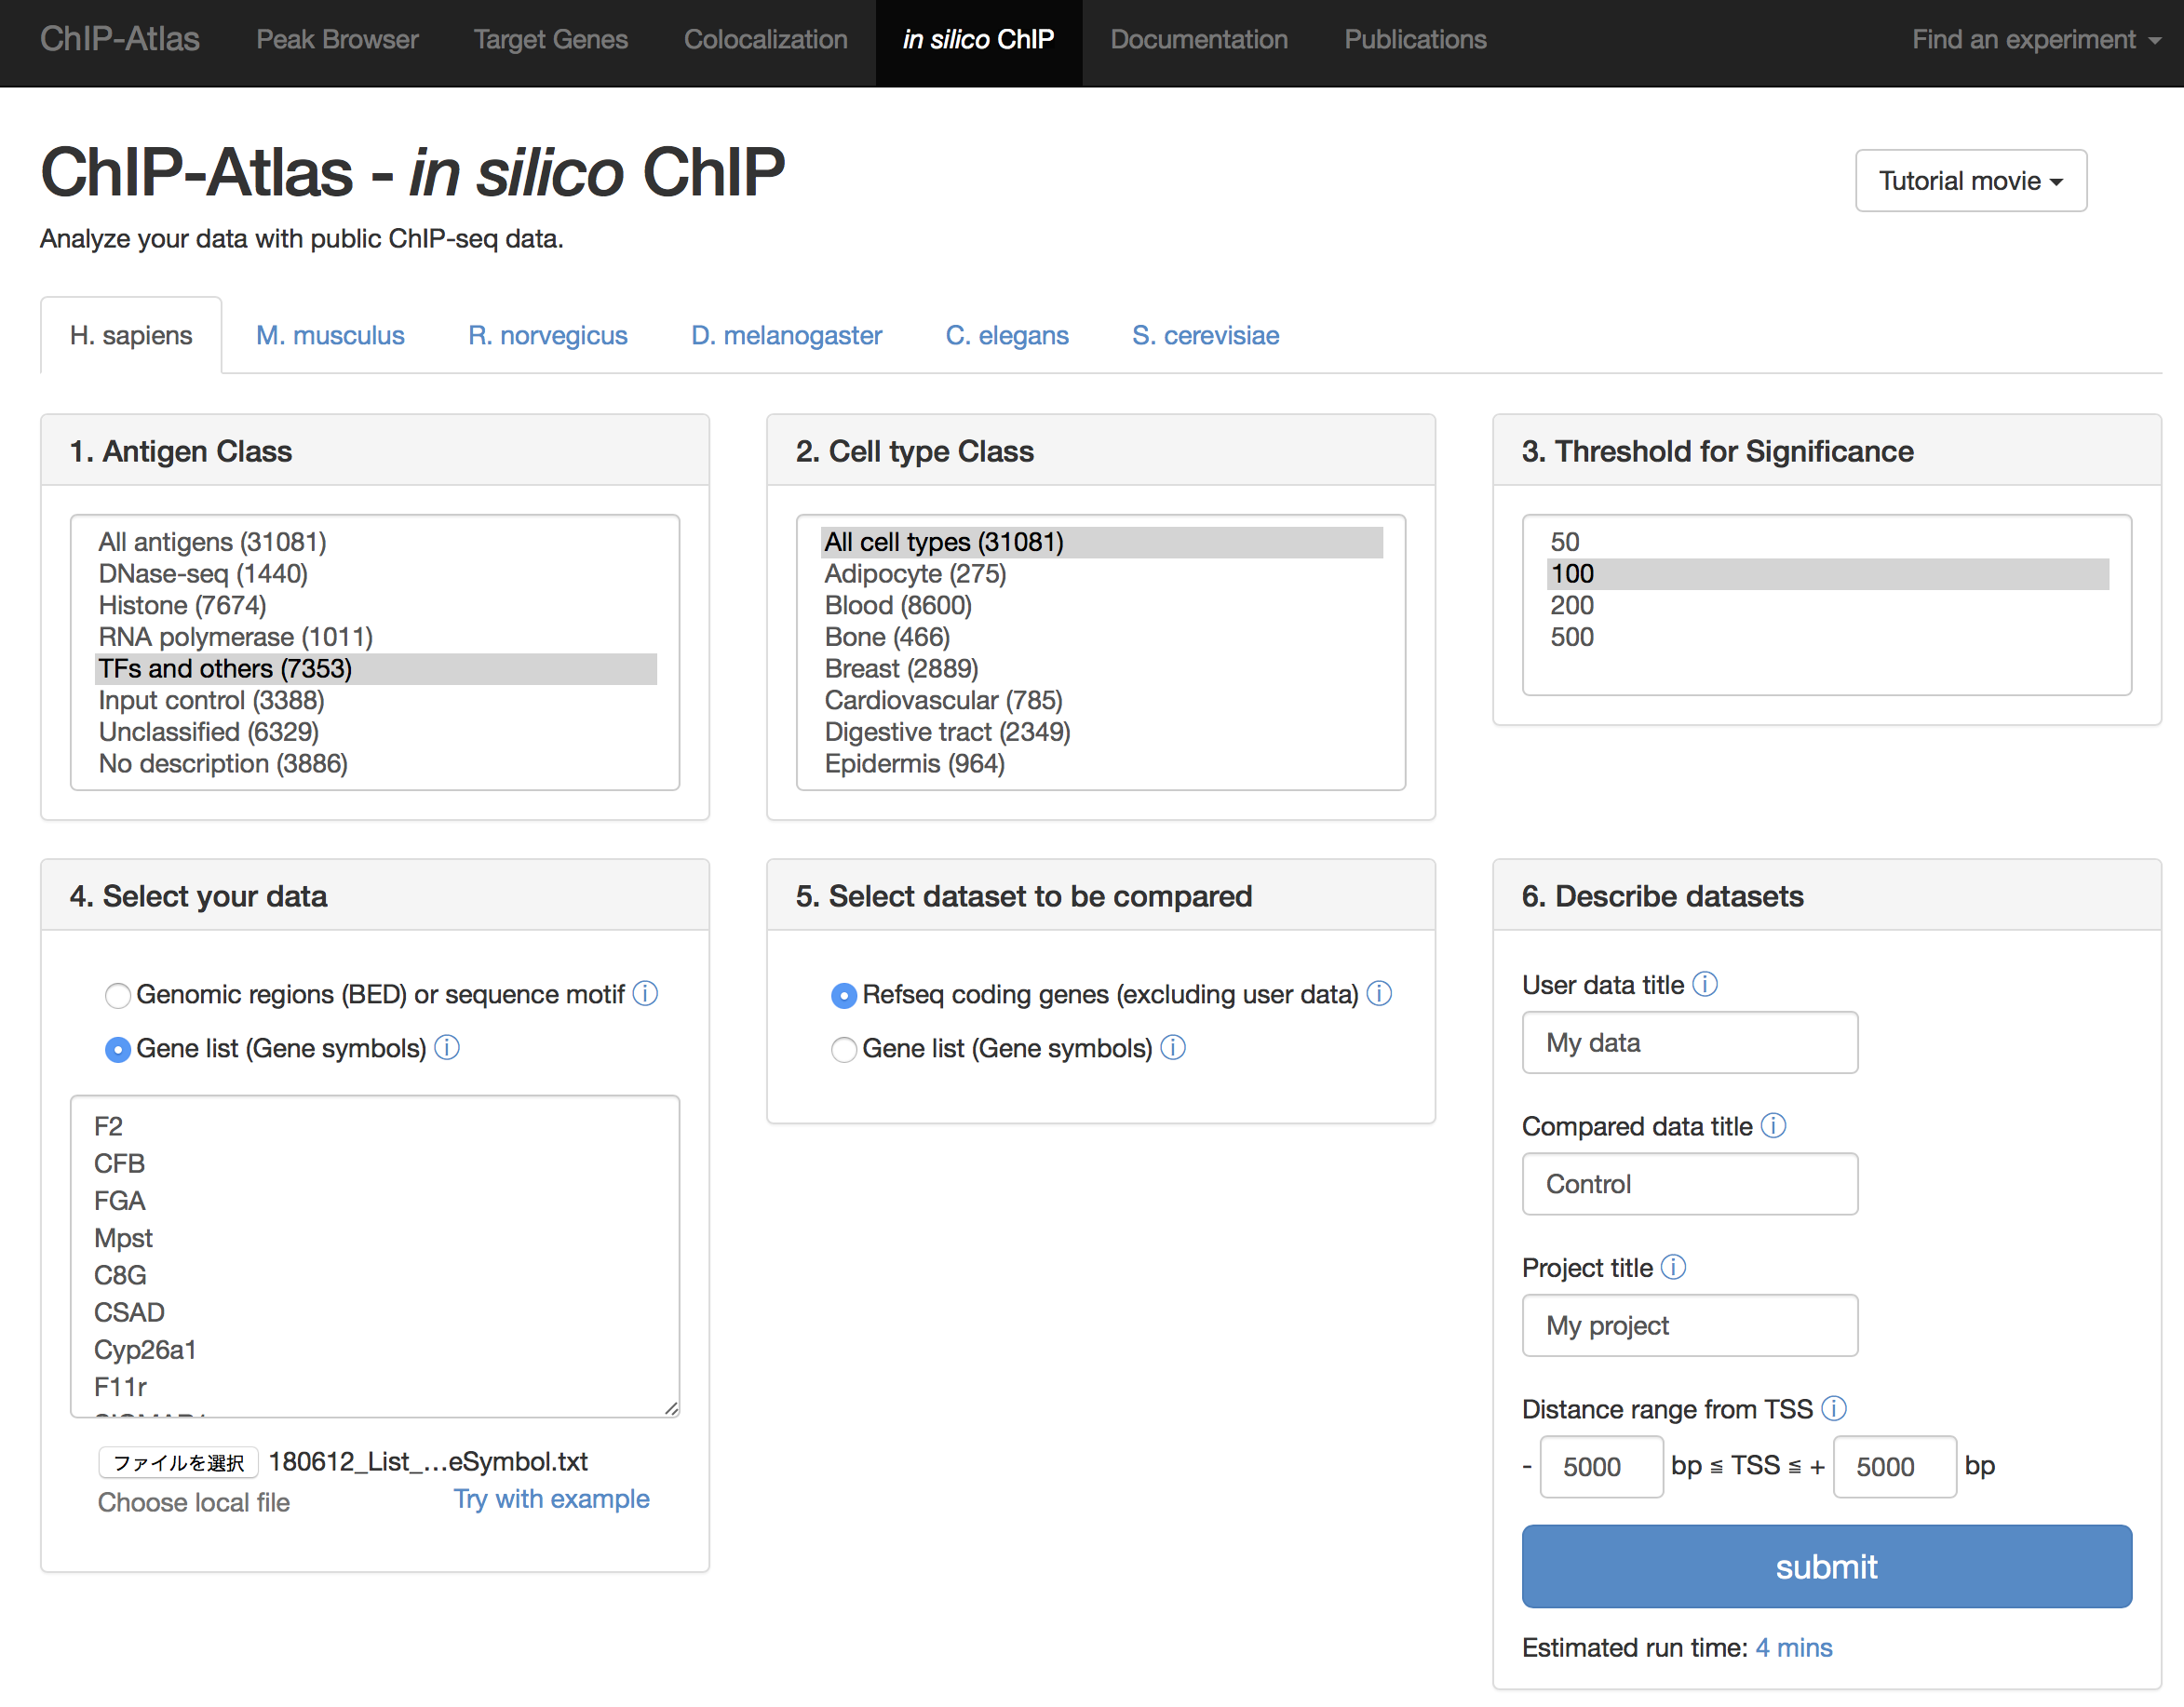 ChIP-Atlas Peak Browser Target Genes Colocalization in silico ChIP Documentation Publications Find an experiment
ChIP-Atlas - in silico ChIP
Tutorial movie
Analyze your data with public ChIP-seq data.
H. sapiens M. musculus R. norvegicus D. melanogaster C. elegans S. cerevisiae
1. Antigen Class
All antigens (31081)
DNase-seq (1440)
Histone (7674)
RNA polymerase (1011)
TFs and others (7353)
Input control (3388)
Unclassified (6329)
No description (3886)
2. Cell type Class
All cell types (31081)
Adipocyte (275)
Blood (8600)
Bone (466)
Breast (2889)
Cardiovascular (785)
Digestive tract (2349)
Epidermis (964)
3. Threshold for Significance
50
100
200
500
4. Select your data
Genomic regions (BED) or sequence motif ⓘ
Gene list (Gene symbols) ⓘ
F2
CFB
FGA
Mpst
C8G
CSAD
Cyp26a1
F11r
ファイルを選択 180612_List_...eSymbol.txt
Choose local file
Try with example
5. Select dataset to be compared
Refseq coding genes (excluding user data) ⓘ
Gene list (Gene symbols) ⓘ
6. Describe datasets
User data title ⓘ
My data
Compared data title ⓘ
Control
Project title ⓘ
My project
Distance range from TSS ⓘ
- 5000 bp ≦ TSS ≦ + 5000 bp
submit
Estimated run time: 4 mins